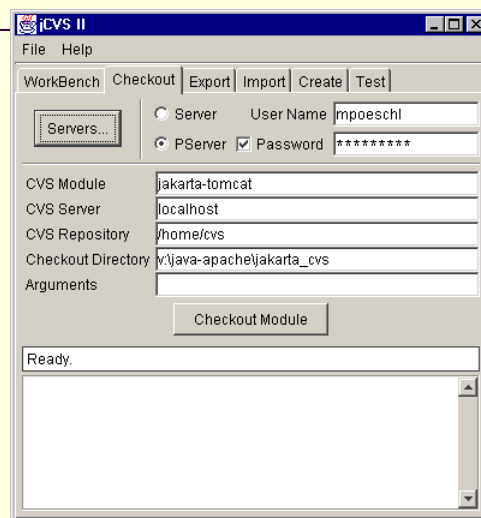 jCVS II
File Help
WorkBench Checkout Export Import Create Test
Servers...
Server User Name mpoeschl
PServer Password *********
CVS Module jakarta-tomcat
CVS Server localhost
CVS Repository /home/cvs
Checkout Directory v:\java-apache\jakarta_cvs
Arguments
Checkout Module
Ready.